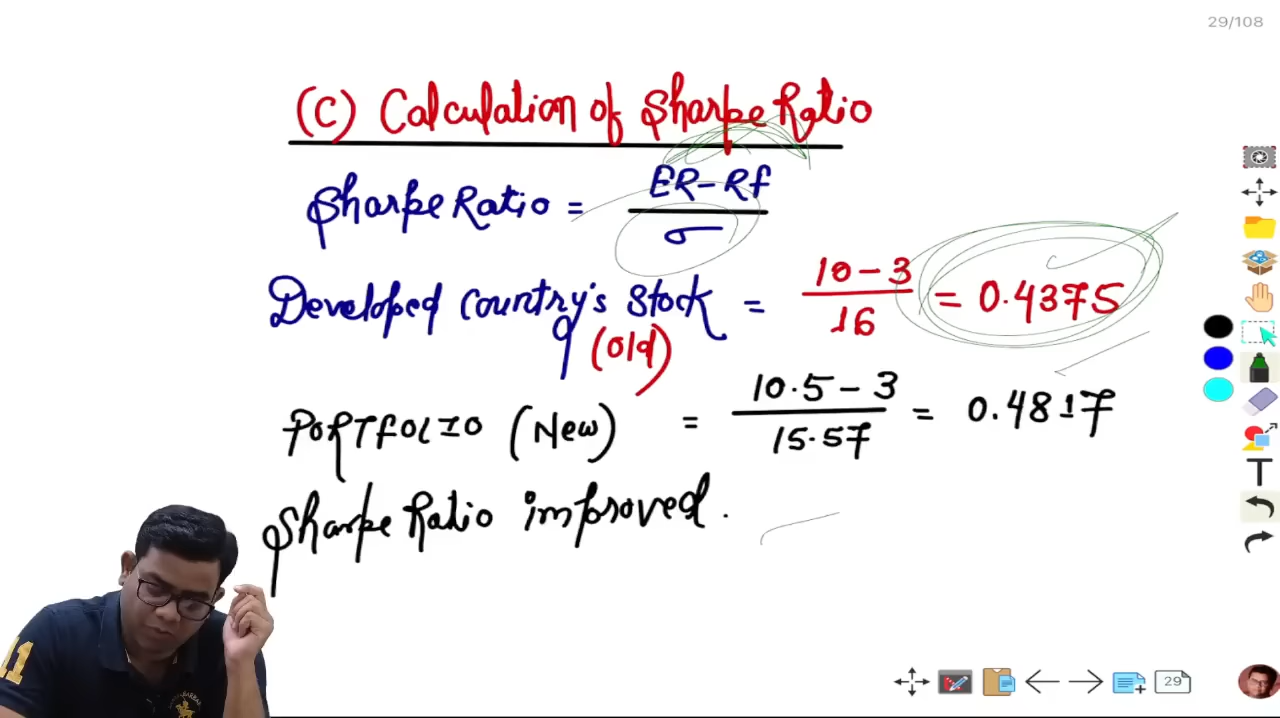 29/108
(C) Calculation of Sharpe Ratio
Sharpe Ratio = ER-Rf / σ
Developed Country's Stock (old) = 10-3 / 16 = 0.4375
PORTFOLIO (New) = 10.5-3 / 15.57 = 0.4817
Sharpe Ratio improved.
11
T
29